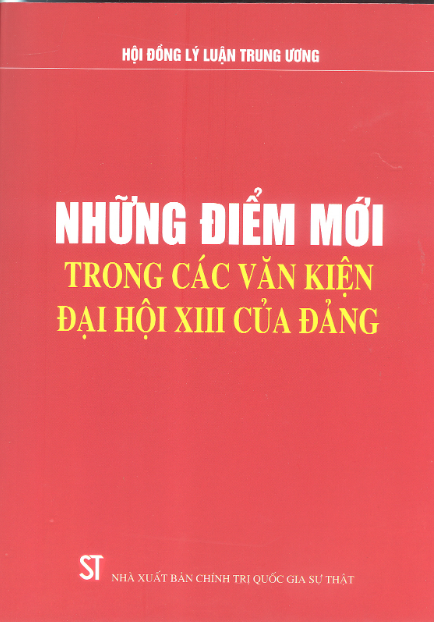 HỘI ĐỒNG LÝ LUẬN TRUNG ƯƠNG
NHỮNG ĐIỂM MỚI
TRONG CÁC VĂN KIỆN
ĐẠI HỘI XIII CỦA ĐẢNG
ST
NHÀ XUẤT BẢN CHÍNH TRỊ QUỐC GIA SỰ THẬT